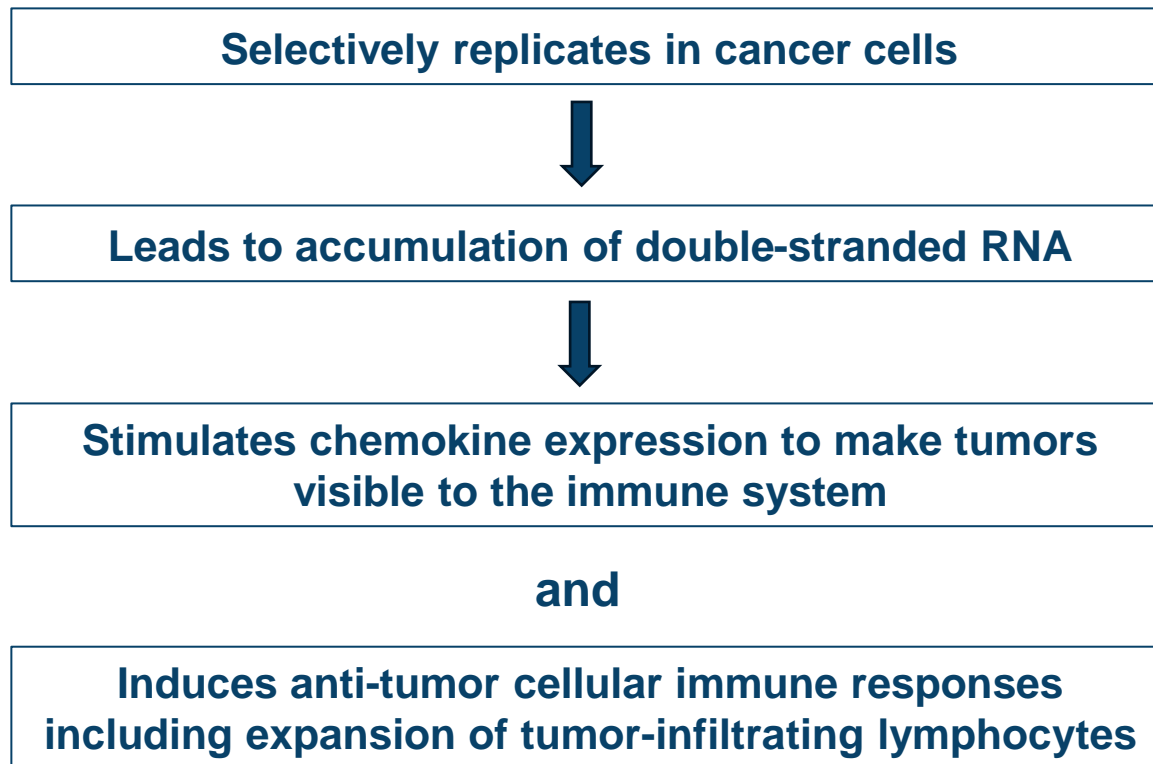 Selectively replicates in cancer cells
Leads to accumulation of double-stranded RNA
Stimulates chemokine expression to make tumors
visible to the immune system
and
Induces anti-tumor cellular immune responses
including expansion of tumor-infiltrating lymphocytes